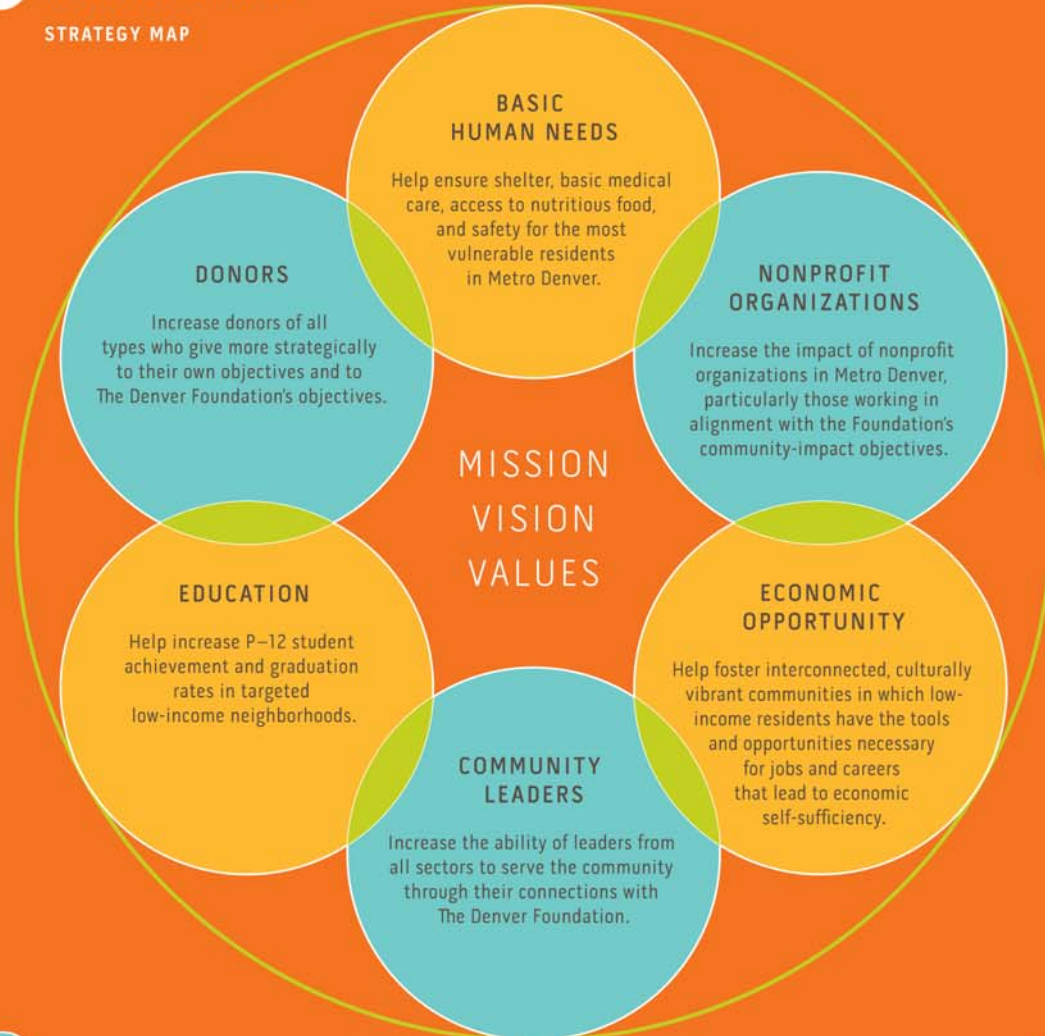 STRATEGY MAP
BASIC
HUMAN NEEDS
Help ensure shelter, basic medical
care, access to nutritious food,
and safety for the most
vulnerable residents
in Metro Denver.
DONORS
Increase donors of all
types who give more strategically
to their own objectives and to
The Denver Foundation's objectives.
NONPROFIT
ORGANIZATIONS
Increase the impact of nonprofit
organizations in Metro Denver,
particularly those working in
alignment with the Foundation's
community-impact objectives.
MISSION
VISION
VALUES
EDUCATION
Help increase P–12 student
achievement and graduation
rates in targeted
low-income neighborhoods.
ECONOMIC
OPPORTUNITY
Help foster interconnected, culturally
vibrant communities in which low-
income residents have the tools
and opportunities necessary
for jobs and careers
that lead to economic
self-sufficiency.
COMMUNITY
LEADERS
Increase the ability of leaders from
all sectors to serve the community
through their connections with
The Denver Foundation.